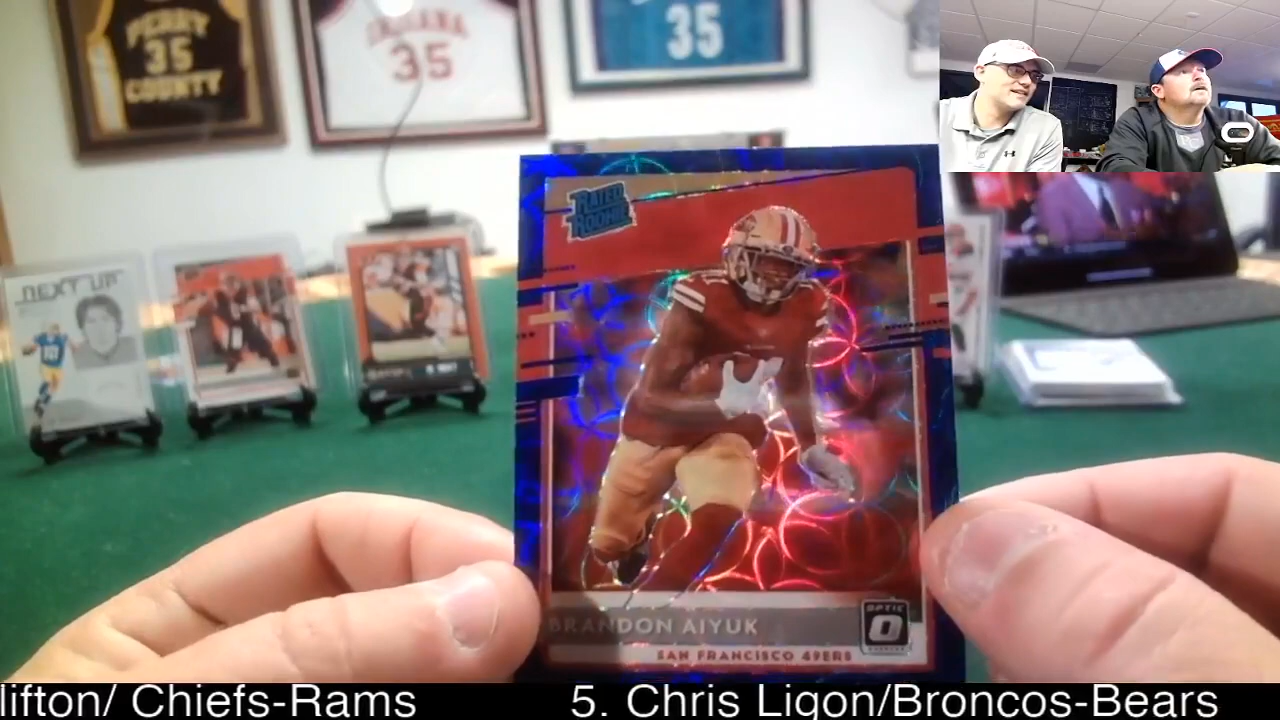 PERRY
35
COUNTY
INDIANA
35
35
NEXT UP
RATED
ROOKIE
BRANDON AIYUK
SAN FRANCISCO 49ERS
OPTIC
lifton/ Chiefs-Rams 5. Chris Ligon/Broncos-Bears